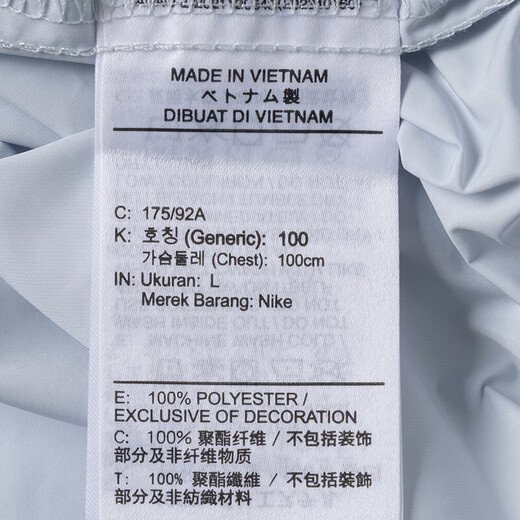 MADE IN VIETNAM
ベトナム製
DIBUAT DI VIETNAM
C: 175/92A
K: 호칭 (Generic): 100
가슴둘레 (Chest): 100cm
IN: Ukuran: L
Merek Barang: Nike
E: 100% POLYESTER /
EXCLUSIVE OF DECORATION
C: 100% 聚酯纤维 / 不包括装饰
部分及非纤维物质
T: 100% 聚酯纖維 / 不包括裝飾
部分及非紡織材料